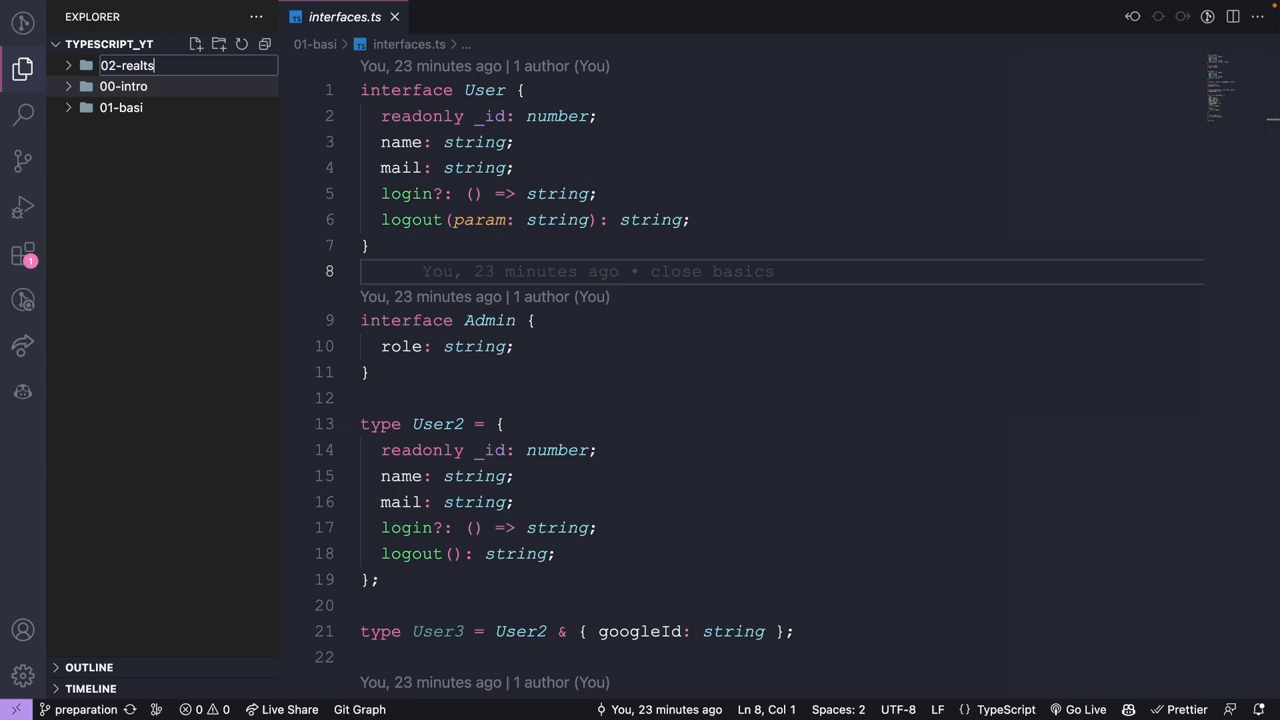 EXPLORER
TYPESCRIPT_YT
02-realts
00-intro
01-basi
OUTLINE
TIMELINE
1
TS interfaces.ts
01-basi > TS interfaces.ts > ...
You, 23 minutes ago | 1 author (You)
1 interface User {
2 readonly _id: number;
3 name: string;
4 mail: string;
5 login?: () => string;
6 logout(param: string): string;
7 }
8 You, 23 minutes ago • close basics
You, 23 minutes ago | 1 author (You)
9 interface Admin {
10 role: string;
11 }
12
13 type User2 = {
14 readonly _id: number;
15 name: string;
16 mail: string;
17 login?: () => string;
18 logout(): string;
19 };
20
21 type User3 = User2 & { googleId: string };
22
You, 23 minutes ago | 1 author (You)
preparation 0 0 Live Share Git Graph You, 23 minutes ago Ln 8, Col 1 Spaces: 2 UTF-8 LF {} TypeScript Go Live Prettier